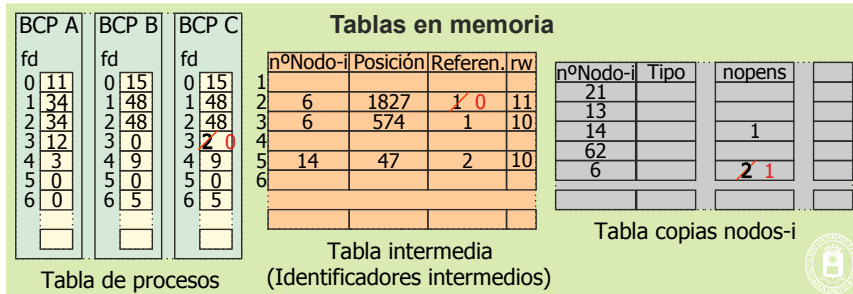 Tablas en memoria
BCP A
fd
0 11
1 34
2 34
3 12
4 3
5 0
6 0
BCP B
fd
0 15
1 48
2 48
3 0
4 9
5 0
6 5
BCP C
fd
0 15
1 48
2 48
3 2 0
4 9
5 0
6 5
Tabla de procesos
nºNodo-i Posición Referen. rw
1
2 6 1827 1 0 11
3 6 574 1 10
4
5 14 47 2 10
6
Tabla intermedia
(Identificadores intermedios)
nºNodo-i Tipo nopens
21
13
14 1
62
6 2 1
Tabla copias nodos-i